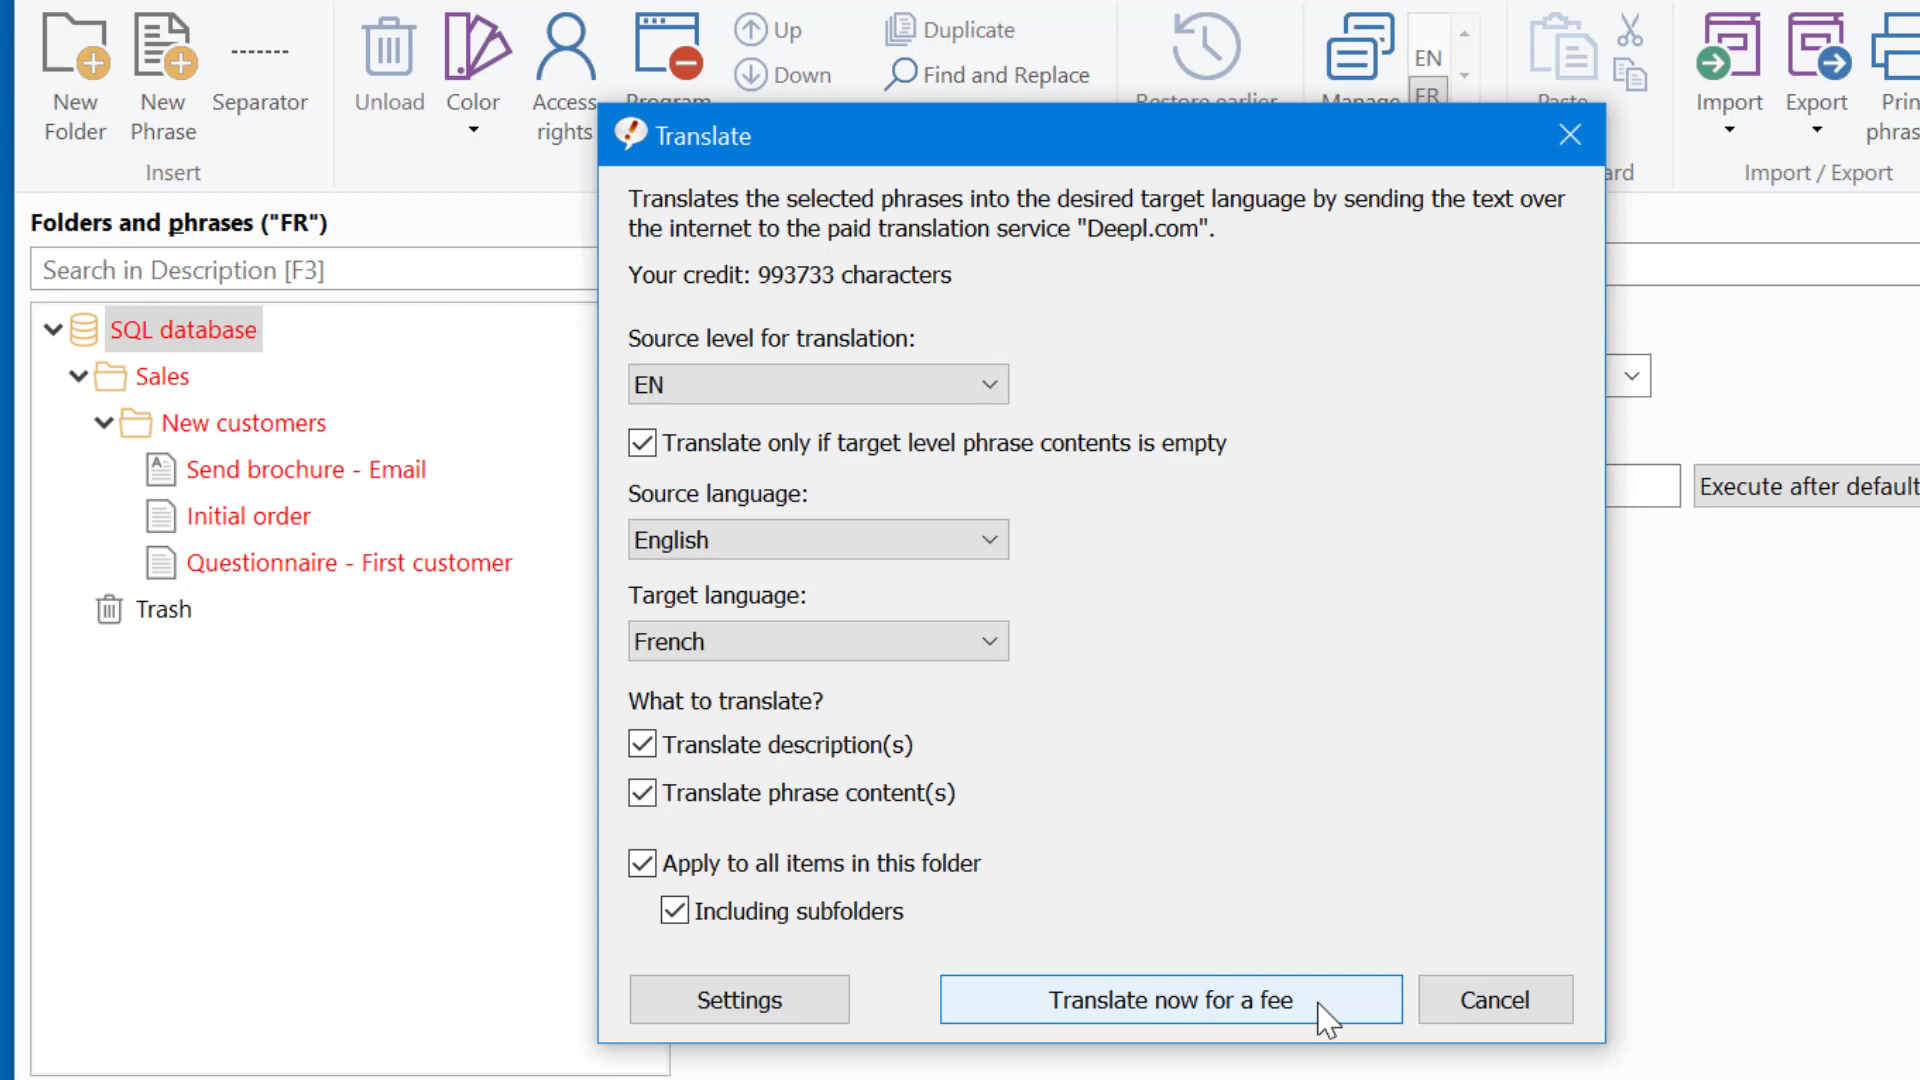 New Folder
New Phrase
Separator
Insert
Unload
Color
Access rights
Up
Down
Duplicate
Find and Replace
EN
FR
Import
Export
Import / Export
Translate
Translates the selected phrases into the desired target language by sending the text over
the internet to the paid translation service "Deepl.com".
Your credit: 993733 characters
Source level for translation:
EN
Translate only if target level phrase contents is empty
Source language:
English
Target language:
French
What to translate?
Translate description(s)
Translate phrase content(s)
Apply to all items in this folder
Including subfolders
Settings
Translate now for a fee
Cancel
Folders and phrases ("FR")
Search in Description [F3]
SQL database
Sales
New customers
Send brochure - Email
Initial order
Questionnaire - First customer
Trash
Execute after default